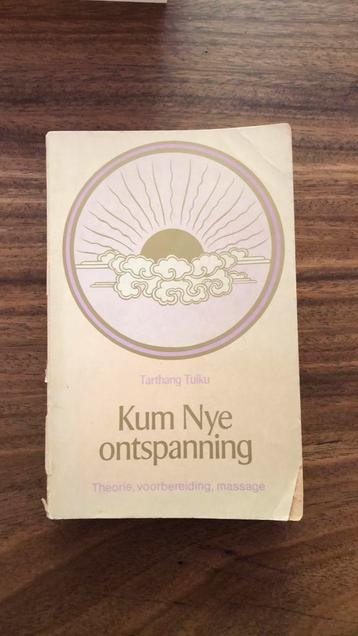 Tarthang Tulku
Kum Nye
ontspanning
Theorie, voorbereiding, massage